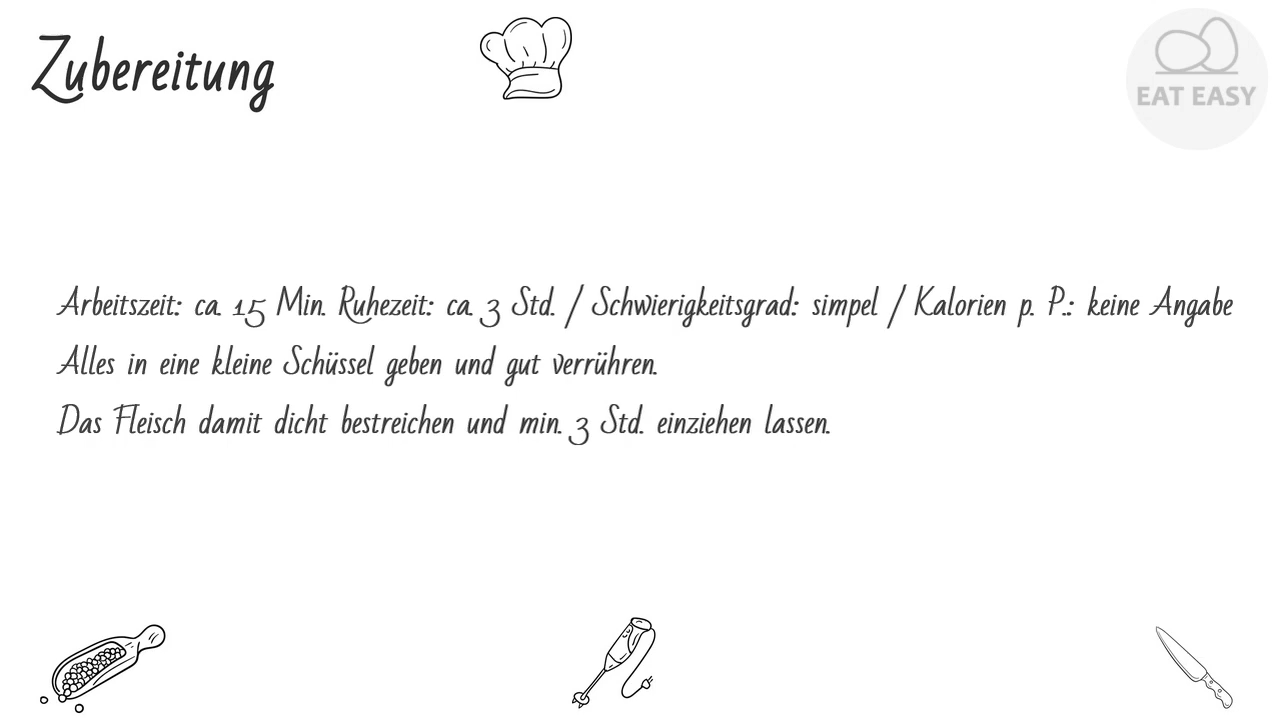 Zubereitung
EAT EASY
Arbeitszeit: ca. 15 Min. Ruhezeit: ca. 3 Std. / Schwierigkeitsgrad: simpel / Kalorien p. P.: keine Angabe
Alles in eine kleine Schüssel geben und gut verrühren.
Das Fleisch damit dicht bestreichen und min. 3 Std. einziehen lassen.